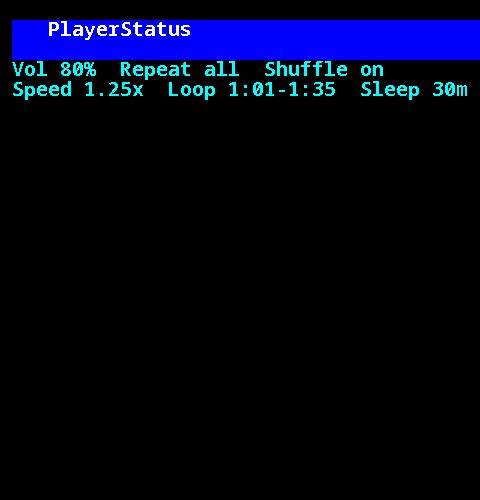 PlayerStatus
Vol 80%  Repeat all  Shuffle on
Speed 1.25x  Loop 1:01-1:35  Sleep 30m